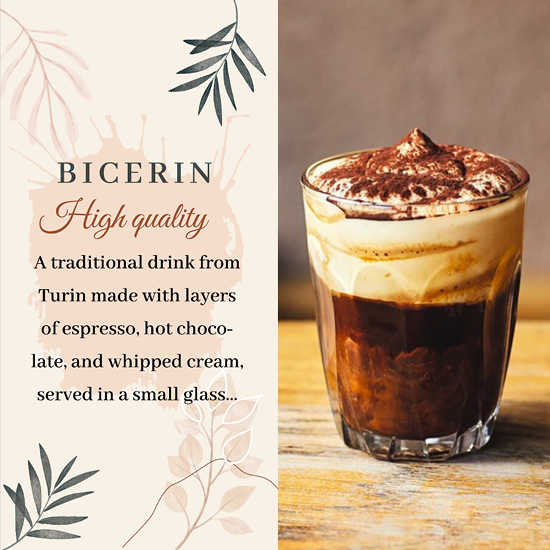 BICERIN
High quality
A traditional drink from
Turin made with layers
of espresso, hot choco-
late, and whipped cream,
served in a small glass...